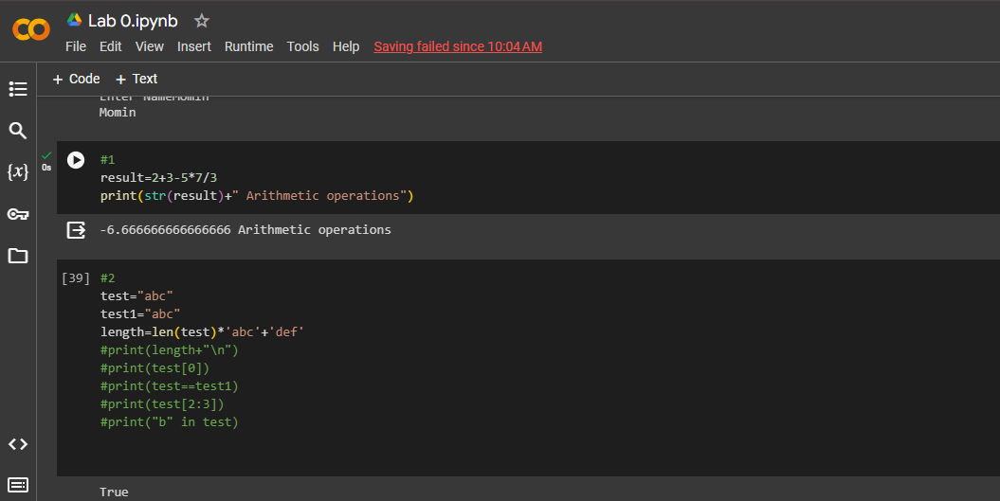 Lab 0.ipynb
File Edit View Insert Runtime Tools Help Saving failed since 10:04 AM
+ Code + Text
Enter NameMomin
Momin
0s
#1
result=2+3-5*7/3
print(str(result)+" Arithmetic operations")
-6.666666666666666 Arithmetic operations
[39] #2
test="abc"
test1="abc"
length=len(test)*'abc'+'def'
#print(length+"\n")
#print(test[0])
#print(test==test1)
#print(test[2:3])
#print("b" in test)
True